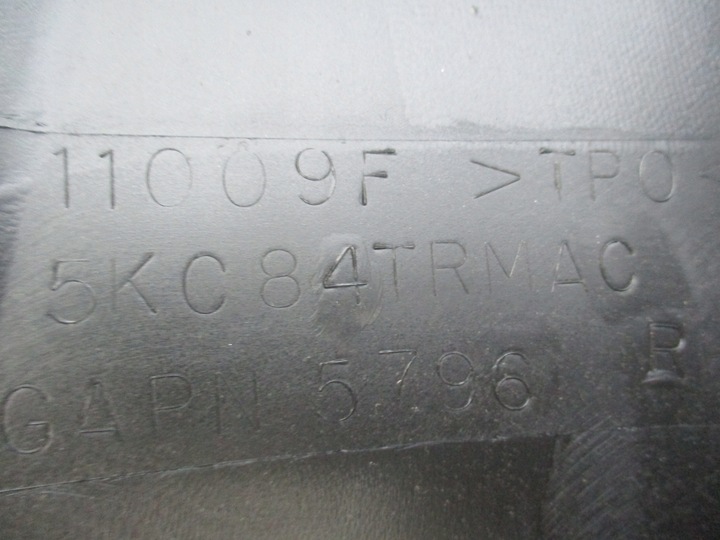 11009F >TPO
5KC84TRMAC
GAPN 5796 R